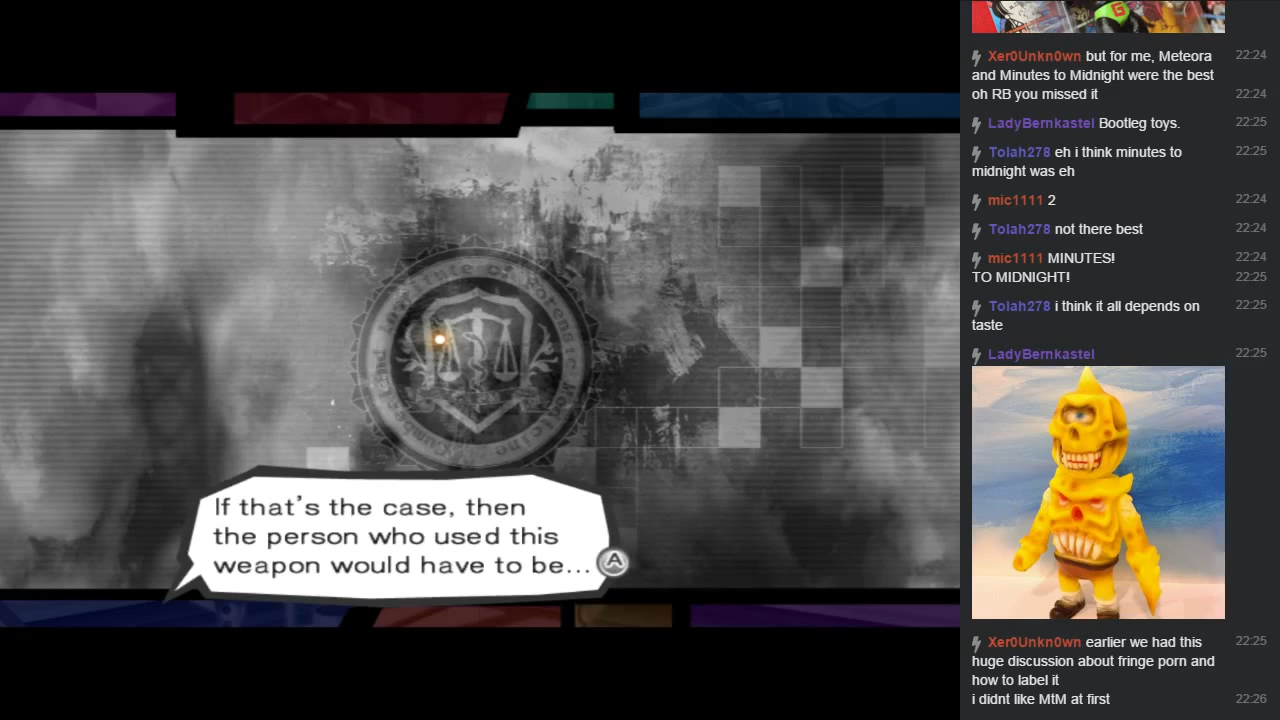 If that's the case, then
the person who used this
weapon would have to be...
A
Xer0Unkn0wn but for me, Meteora 22:24
and Minutes to Midnight were the best
oh RB you missed it 22:24
LadyBernkastel Bootleg toys. 22:25
Tolah278 eh i think minutes to 22:25
midnight was eh
mic1111 2 22:24
Tolah278 not there best 22:24
mic1111 MINUTES! 22:24
TO MIDNIGHT! 22:25
Tolah278 i think it all depends on 22:25
taste
LadyBernkastel 22:25
Xer0Unkn0wn earlier we had this 22:25
huge discussion about fringe porn and
how to label it
i didnt like MtM at first 22:26